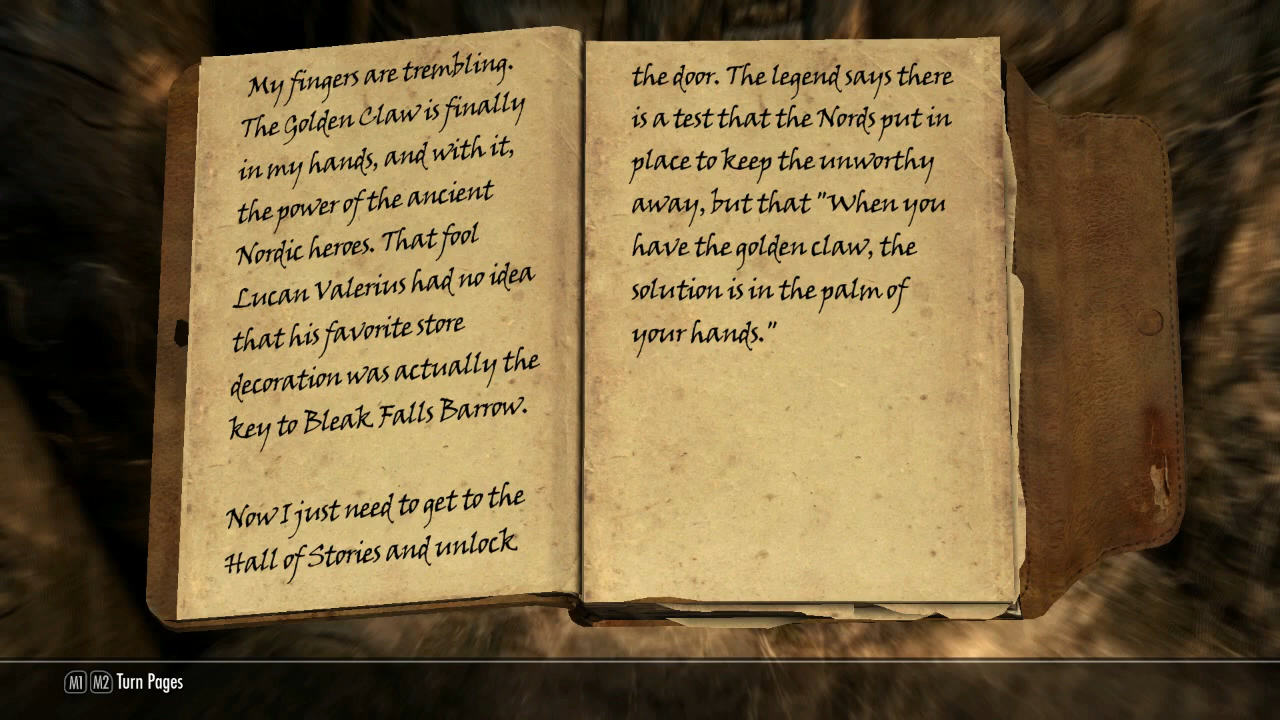 My fingers are trembling.
The Golden Claw is finally
in my hands, and with it,
the power of the ancient
Nordic heroes. That fool
Lucan Valerius had no idea
that his favorite store
decoration was actually the
key to Bleak Falls Barrow.
Now I just need to get to the
Hall of Stories and unlock
the door. The legend says there
is a test that the Nords put in
place to keep the unworthy
away, but that "When you
have the golden claw, the
solution is in the palm of
your hands."
M1 M2 Turn Pages